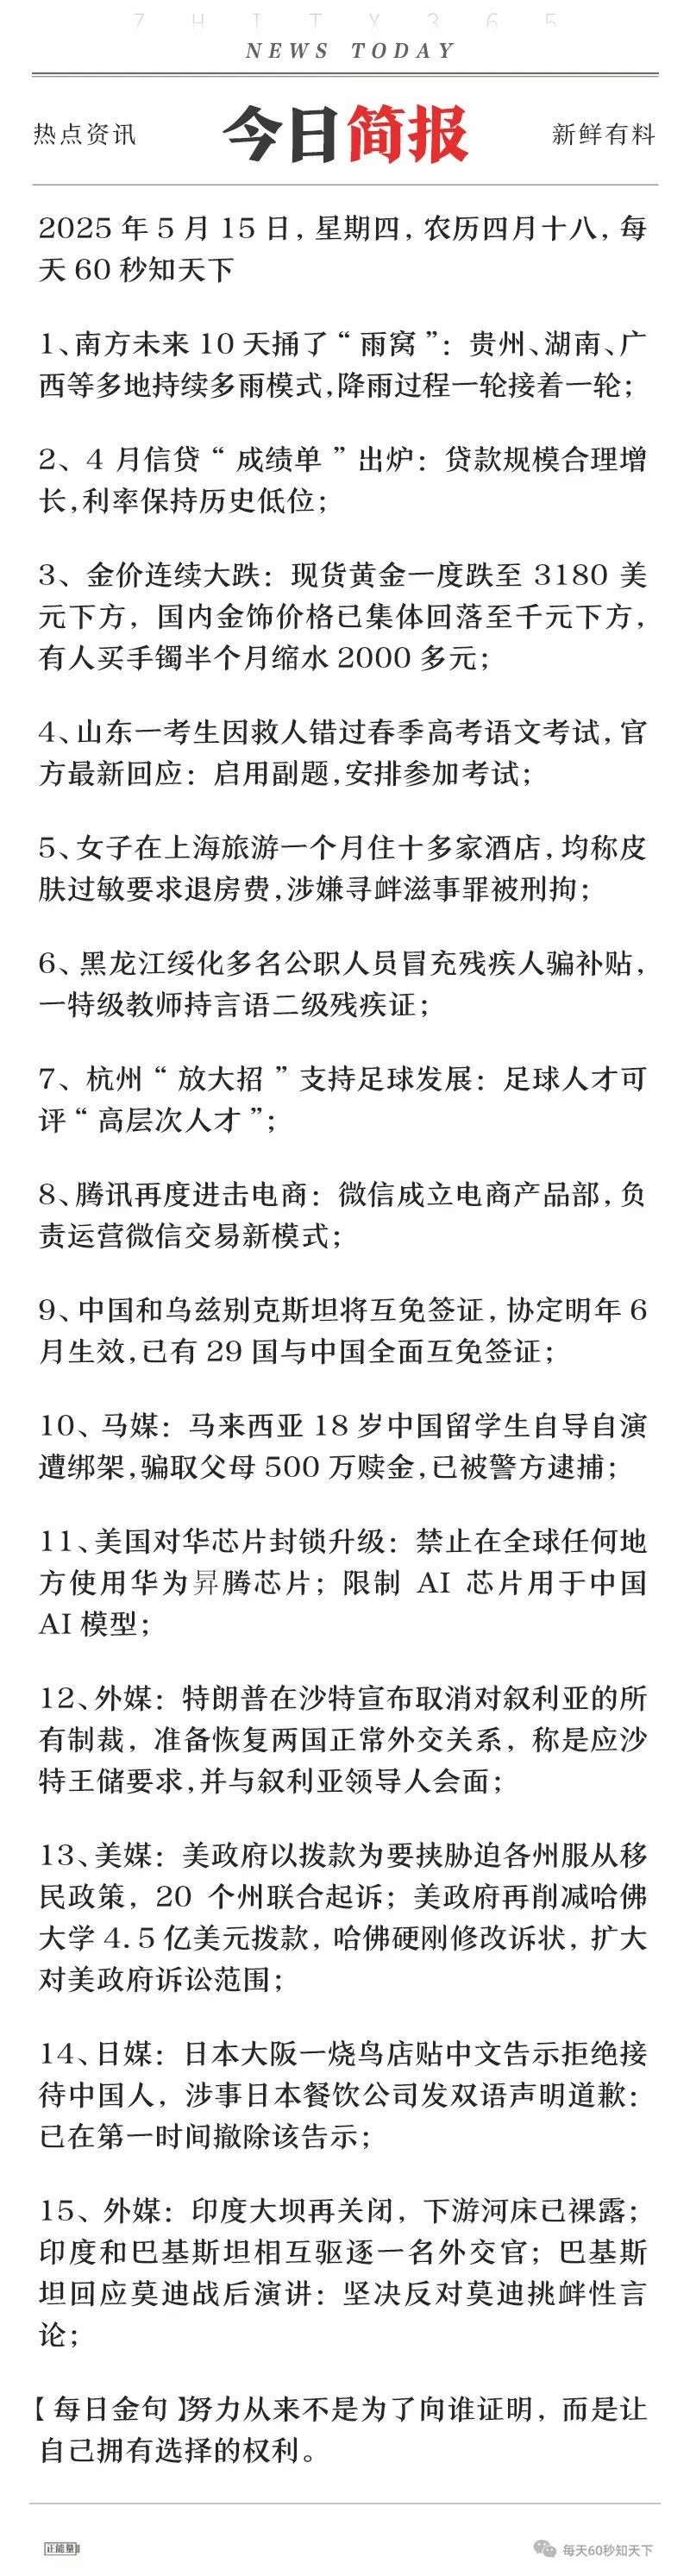 Z H I T X 3 6 5
NEWS TODAY
热点资讯 今日简报 新鲜有料
2025 年 5 月 15 日, 星期四, 农历四月十八, 每
天 60 秒知天下
1、南方未来 10 天捅了“雨窝”: 贵州、湖南、广
西等多地持续多雨模式,降雨过程一轮接着一轮;
2、4 月信贷“成绩单”出炉: 贷款规模合理增
长,利率保持历史低位;
3、金价连续大跌: 现货黄金一度跌至 3180 美
元下方, 国内金饰价格已集体回落至千元下方,
有人买手镯半个月缩水 2000 多元;
4、山东一考生因救人错过春季高考语文考试,官
方最新回应: 启用副题,安排参加考试;
5、女子在上海旅游一个月住十多家酒店,均称皮
肤过敏要求退房费,涉嫌寻衅滋事罪被刑拘;
6、黑龙江绥化多名公职人员冒充残疾人骗补贴,
一特级教师持言语二级残疾证;
7、杭州“放大招”支持足球发展: 足球人才可
评“高层次人才”;
8、腾讯再度进击电商: 微信成立电商产品部,负
责运营微信交易新模式;
9、中国和乌兹别克斯坦将互免签证, 协定明年 6
月生效,已有 29 国与中国全面互免签证;
10、马媒: 马来西亚 18 岁中国留学生自导自演
遭绑架,骗取父母 500 万赎金,已被警方逮捕;
11、美国对华芯片封锁升级: 禁止在全球任何地
方使用华为昇腾芯片; 限制 AI 芯片用于中国
AI 模型;
12、外媒: 特朗普在沙特宣布取消对叙利亚的所
有制裁, 准备恢复两国正常外交关系, 称是应沙
特王储要求,并与叙利亚领导人会面;
13、美媒: 美政府以拨款为要挟胁迫各州服从移
民政策, 20 个州联合起诉; 美政府再削减哈佛
大学 4.5 亿美元拨款, 哈佛硬刚修改诉状, 扩大
对美政府诉讼范围;
14、日媒: 日本大阪一烧鸟店贴中文告示拒绝接
待中国人, 涉事日本餐饮公司发双语声明道歉:
已在第一时间撤除该告示;
15、外媒: 印度大坝再关闭, 下游河床已裸露;
印度和巴基斯坦相互驱逐一名外交官; 巴基斯
坦回应莫迪战后演讲: 坚决反对莫迪挑衅性言
论;
【每日金句】努力从来不是为了向谁证明, 而是让
自己拥有选择的权利。
正能量 每天60秒知天下